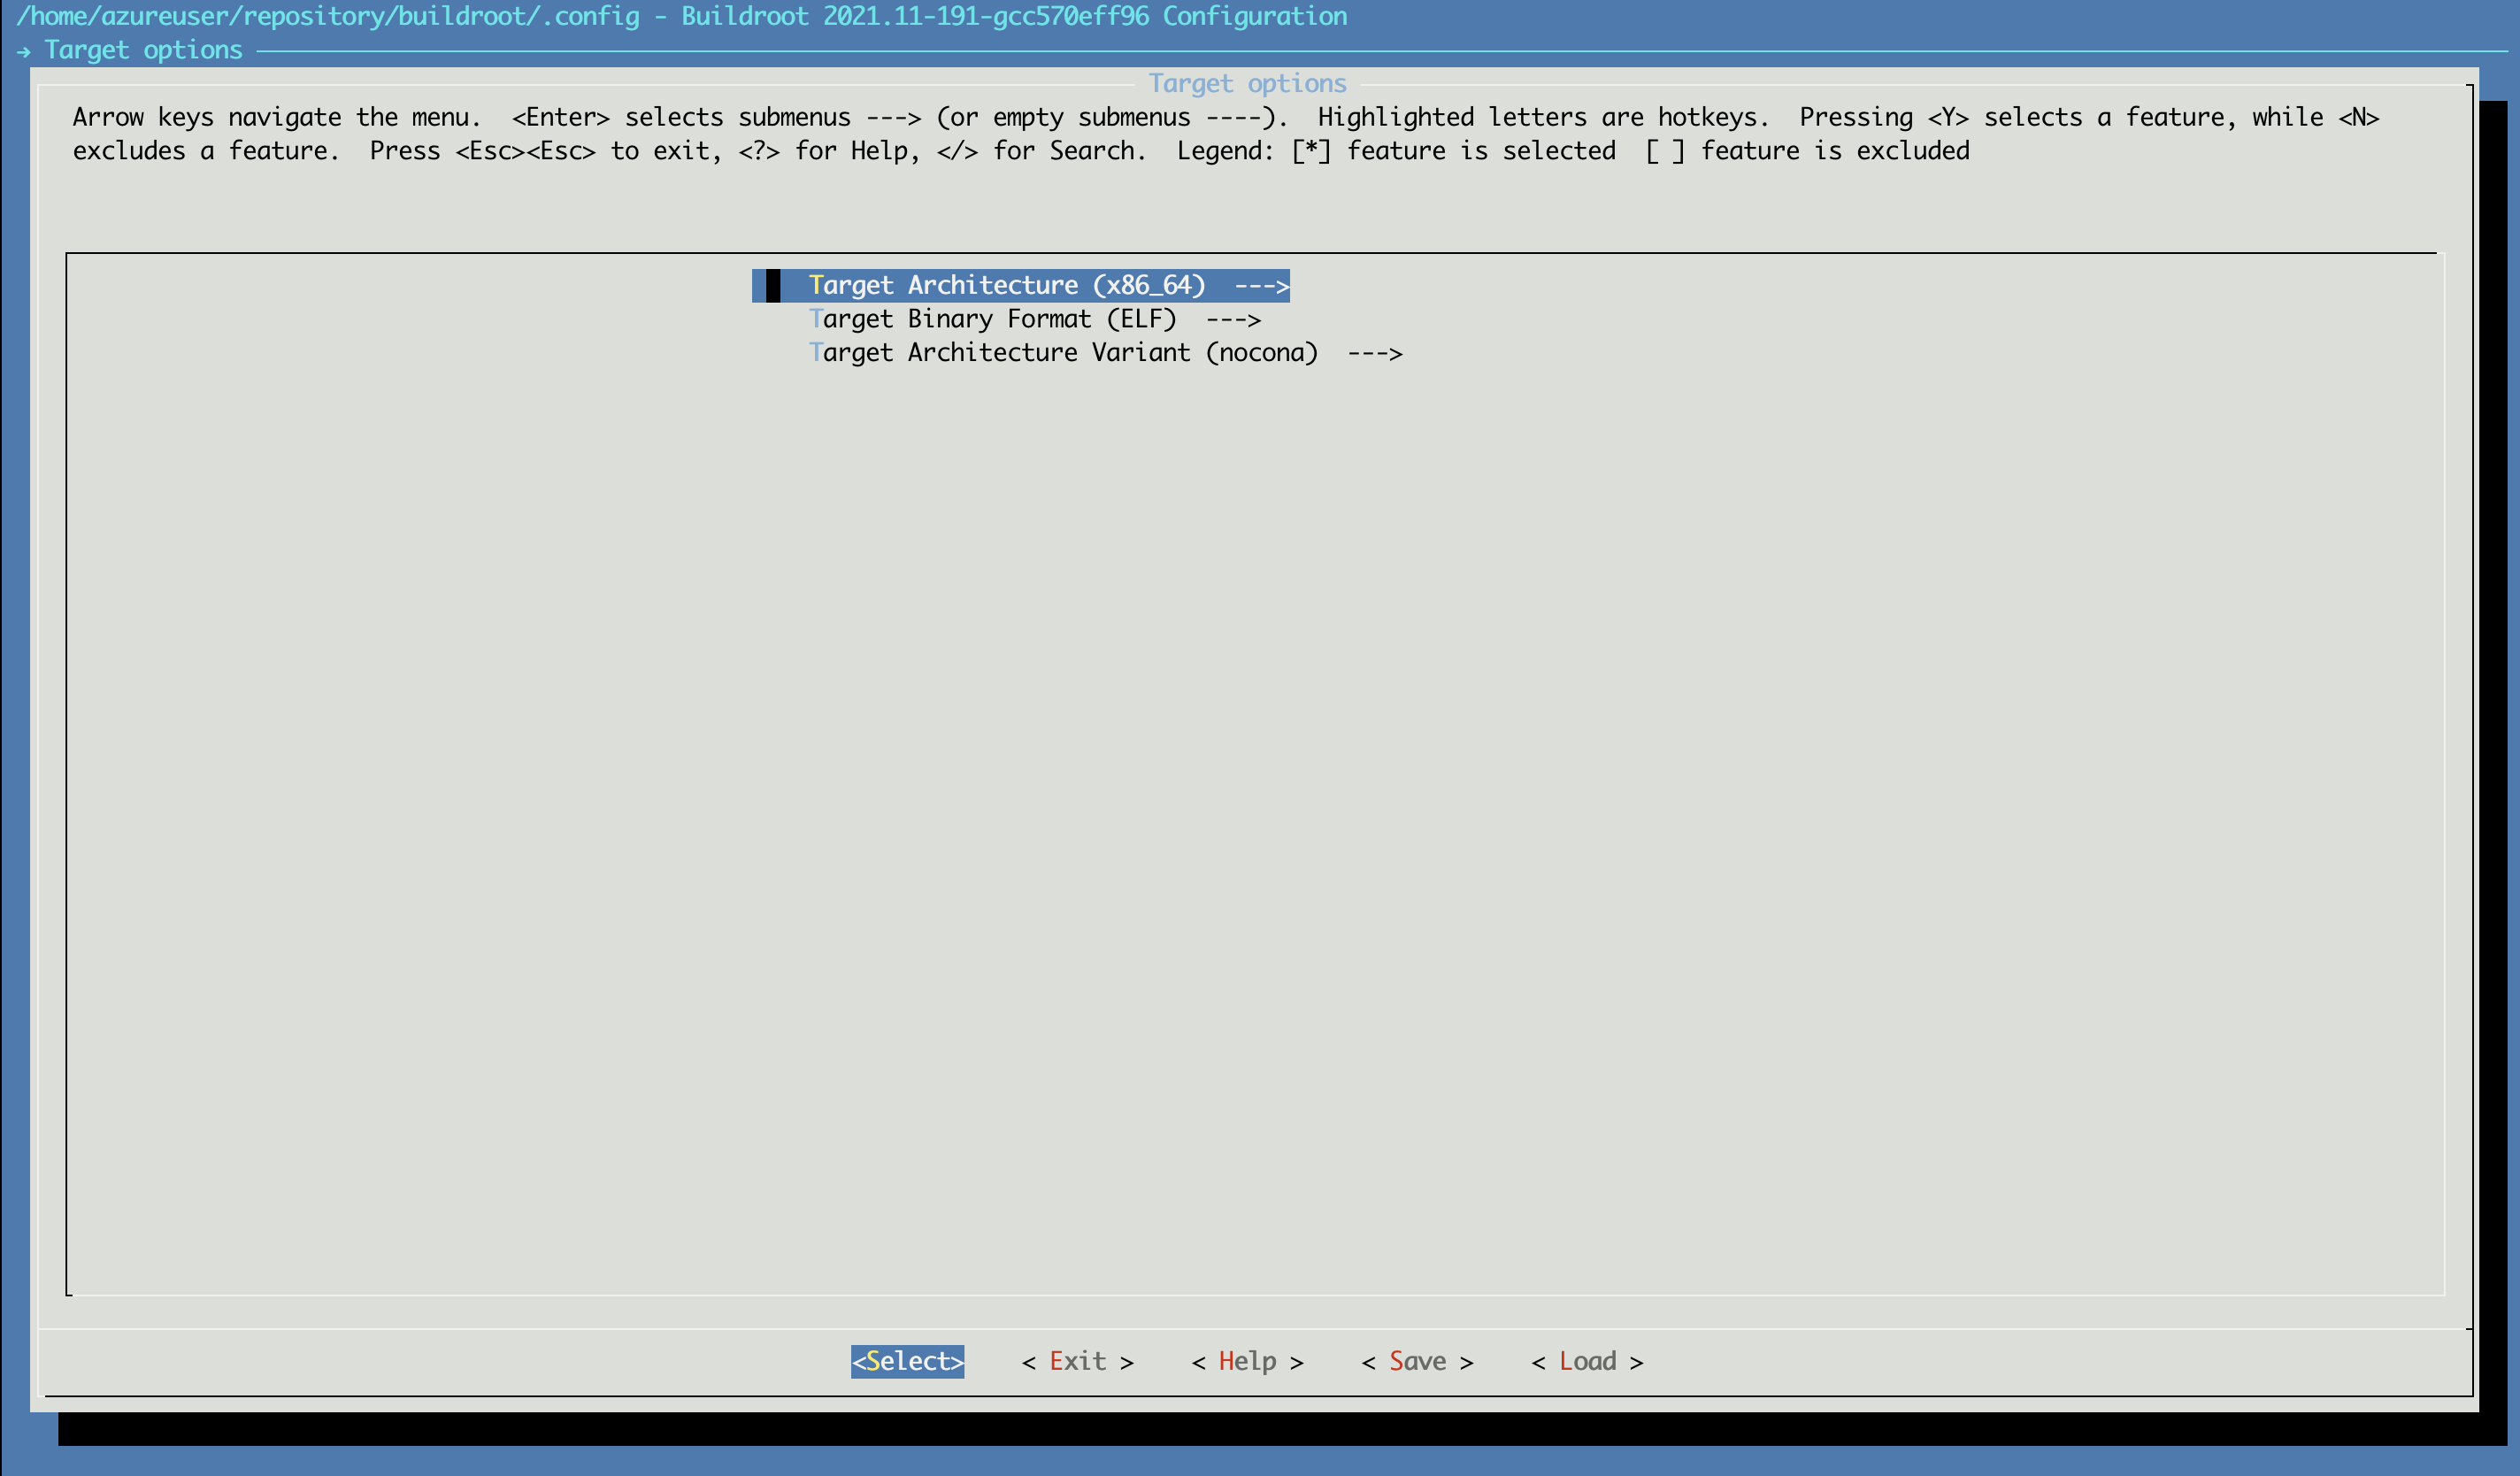 /home/azureuser/repository/buildroot/.config - Buildroot 2021.11-191-gcc570eff96 Configuration
→ Target options
Target options
Arrow keys navigate the menu.  <Enter> selects submenus ---> (or empty submenus ----).  Highlighted letters are hotkeys.  Pressing <Y> selects a feature, while <N>
excludes a feature.  Press <Esc><Esc> to exit, <?> for Help, </> for Search.  Legend: [*] feature is selected  [ ] feature is excluded
Target Architecture (x86_64)  --->
Target Binary Format (ELF)  --->
Target Architecture Variant (nocona)  --->
<Select>    < Exit >    < Help >    < Save >    < Load >